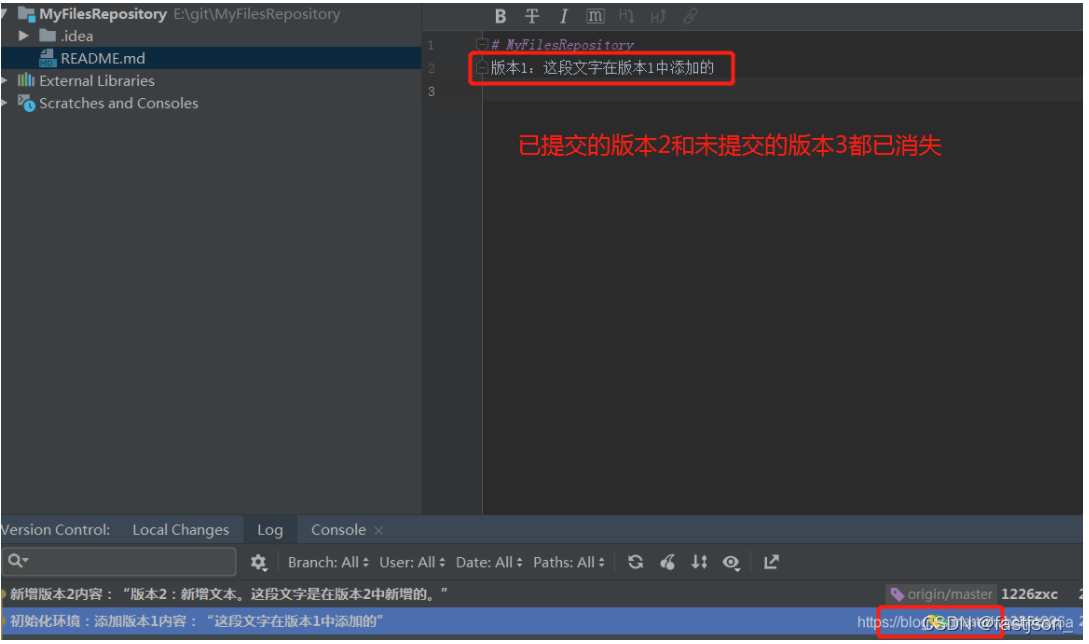 MyFilesRepository E:\git\MyFilesRepository
.idea
README.md
External Libraries
Scratches and Consoles
B T I m H↓ H↑
1 # MyFilesRepository
2 版本1：这段文字在版本1中添加的
3
已提交的版本2和未提交的版本3都已消失
Version Control: Local Changes Log Console ×
Branch: All User: All Date: All Paths: All
新增版本2内容：“版本2：新增文本。这段文字是在版本2中新增的。” origin/master 1226zxc 2
初始化环境：添加版本1内容：“这段文字在版本1中添加的” https://blog
CSDN @fastjson_